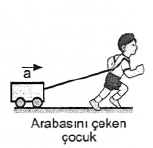 a
Arabasını çeken
çocuk